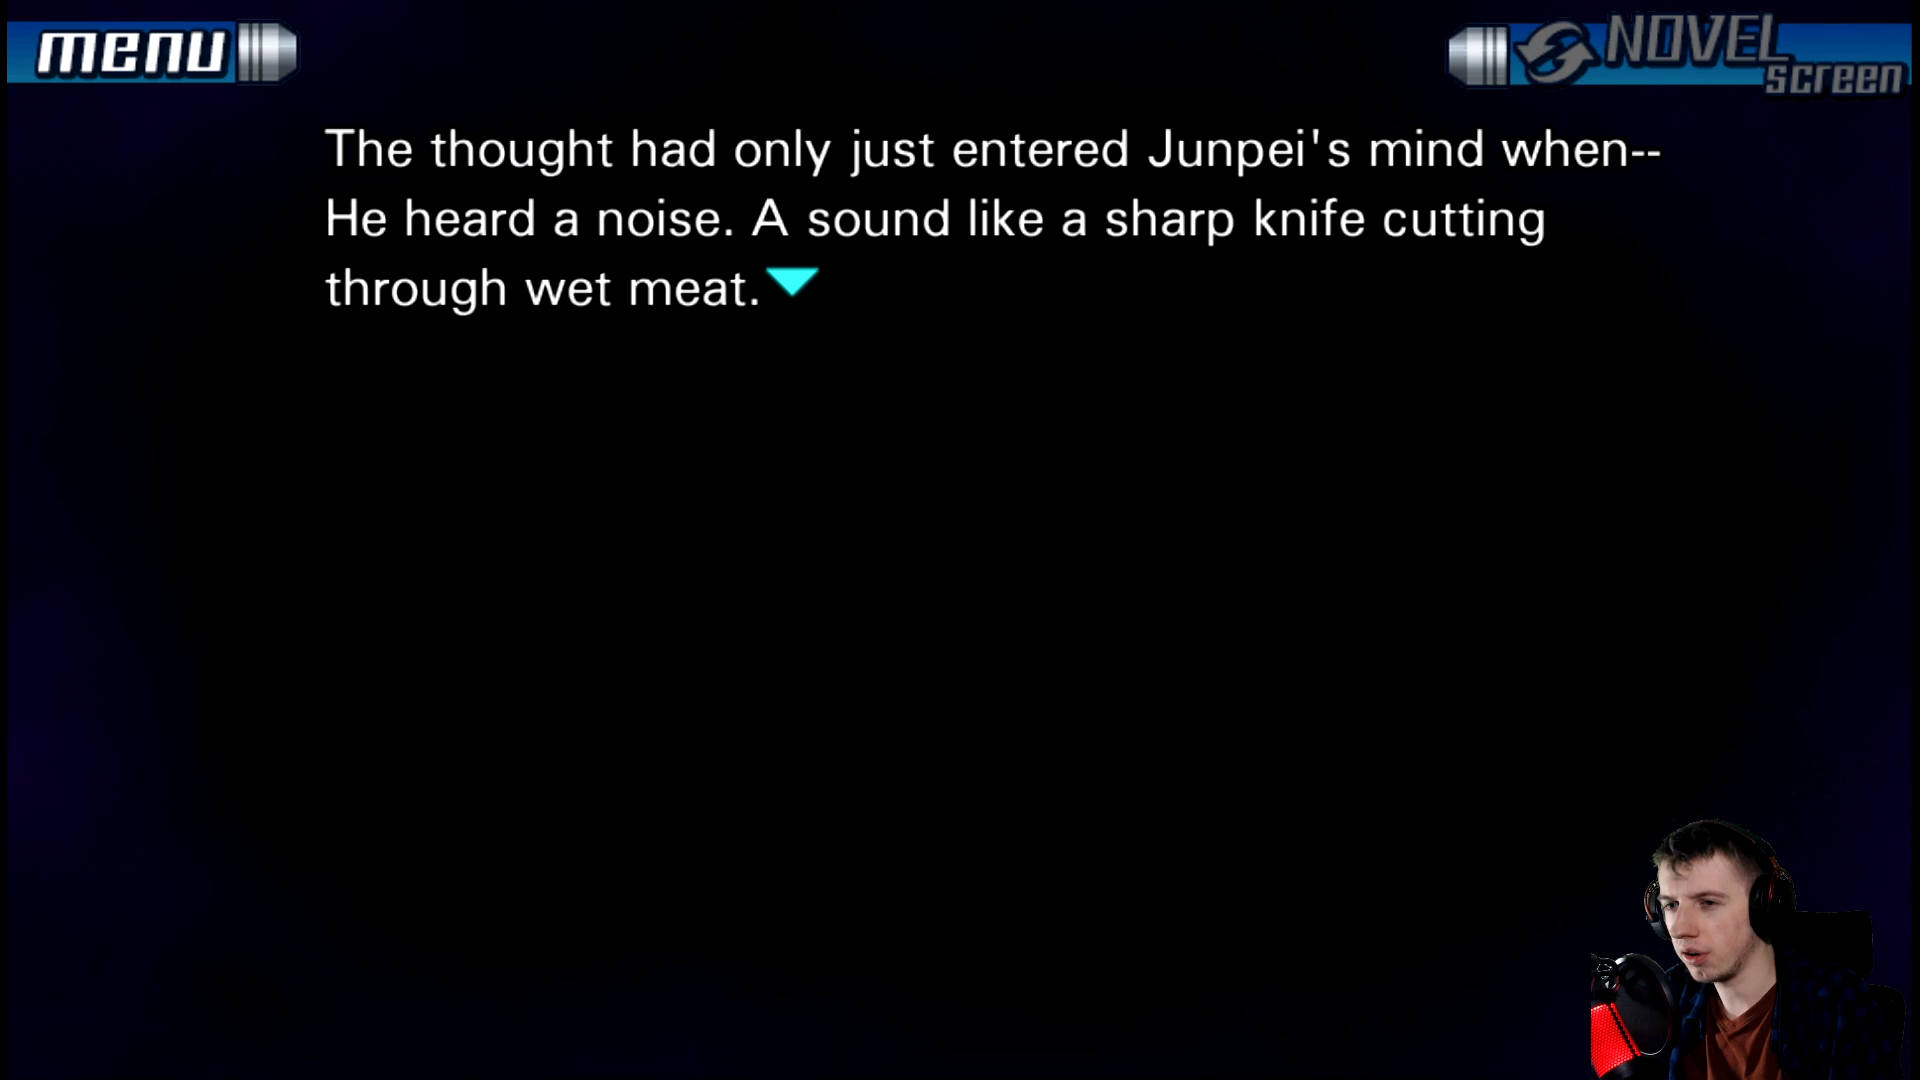 menu
NOVEL
screen
The thought had only just entered Junpei's mind when--
He heard a noise. A sound like a sharp knife cutting
through wet meat.